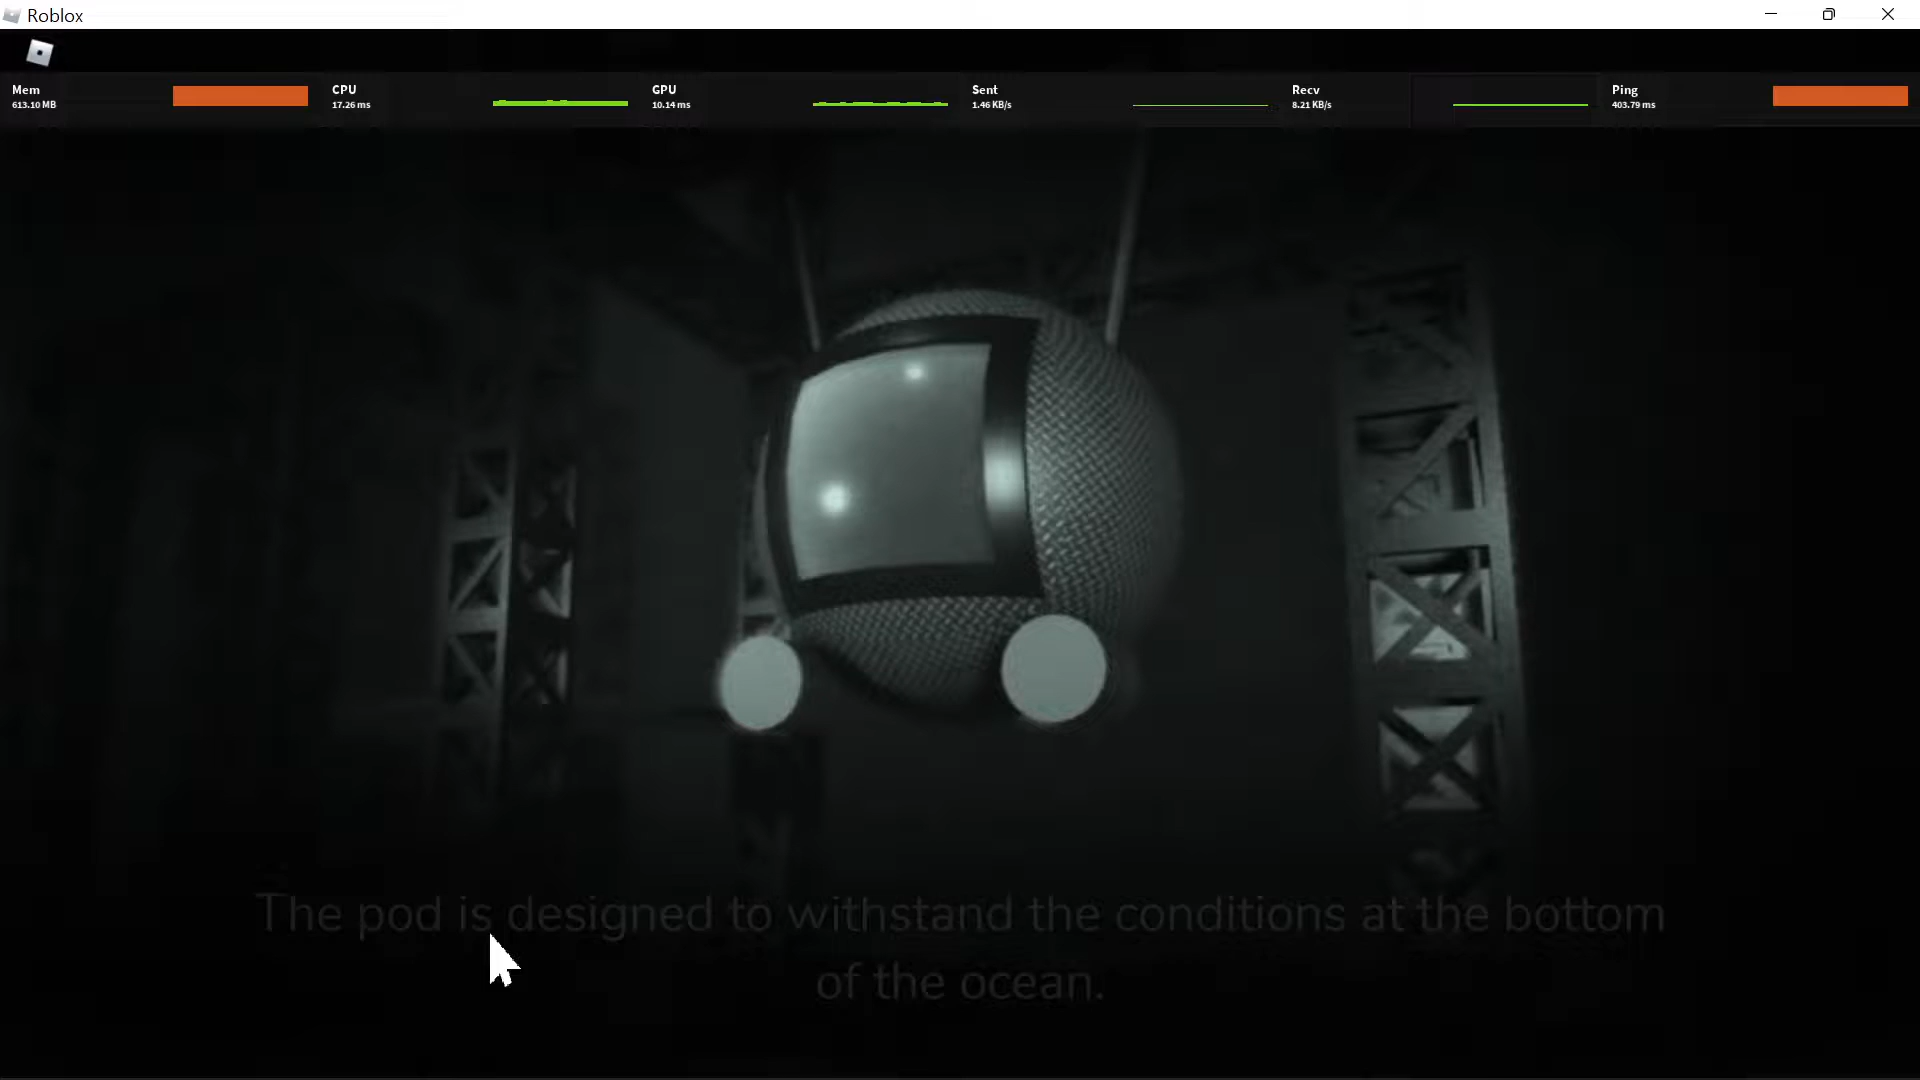 Roblox
Mem
613.10 MB
CPU
17.26 ms
GPU
10.14 ms
Sent
1.46 KB/s
Recv
8.21 KB/s
Ping
403.79 ms
The pod is designed to withstand the conditions at the bottom
of the ocean.